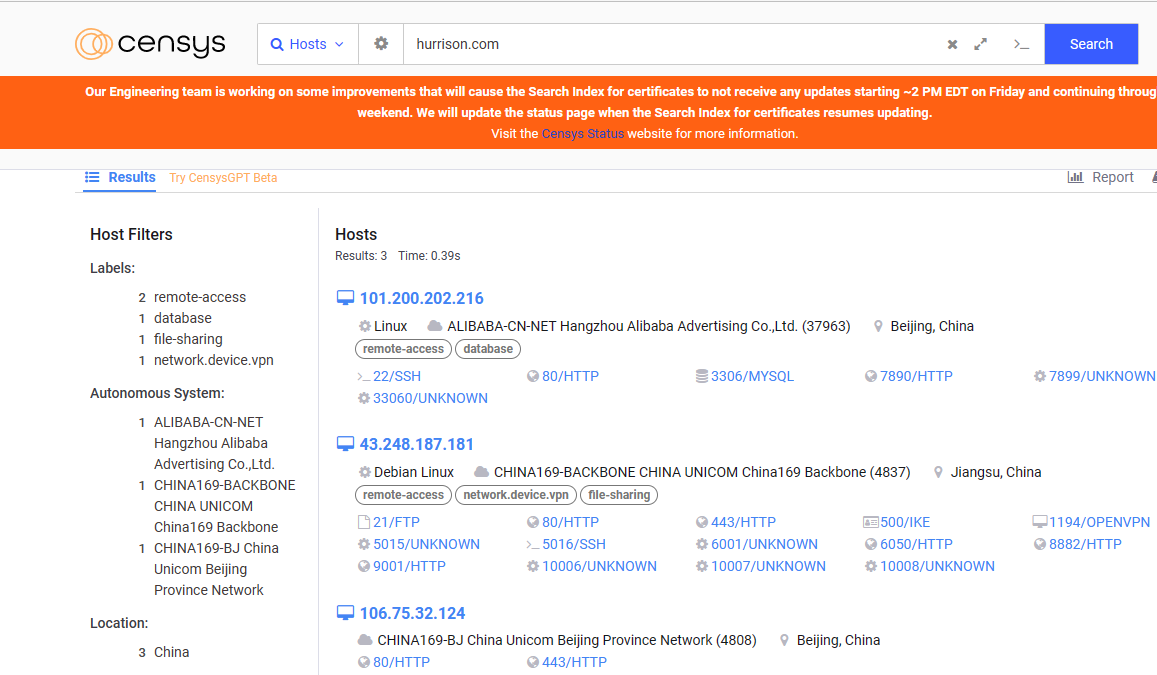 censys
Hosts
hurrison.com
Search
Our Engineering team is working on some improvements that will cause the Search Index for certificates to not receive any updates starting ~2 PM EDT on Friday and continuing throug
weekend. We will update the status page when the Search Index for certificates resumes updating.
Visit the Censys Status website for more information.
Results Try CensysGPT Beta
Report
Host Filters
Labels:
2 remote-access
1 database
1 file-sharing
1 network.device.vpn
Autonomous System:
1 ALIBABA-CN-NET
Hangzhou Alibaba
Advertising Co.,Ltd.
1 CHINA169-BACKBONE
CHINA UNICOM
China169 Backbone
1 CHINA169-BJ China
Unicom Beijing
Province Network
Location:
3 China
Hosts
Results: 3 Time: 0.39s
101.200.202.216
Linux ALIBABA-CN-NET Hangzhou Alibaba Advertising Co.,Ltd. (37963) Beijing, China
remote-access database
22/SSH 80/HTTP 3306/MYSQL 7890/HTTP 7899/UNKNOWN
33060/UNKNOWN
43.248.187.181
Debian Linux CHINA169-BACKBONE CHINA UNICOM China169 Backbone (4837) Jiangsu, China
remote-access network.device.vpn file-sharing
21/FTP 80/HTTP 443/HTTP 500/IKE 1194/OPENVPN
5015/UNKNOWN 5016/SSH 6001/UNKNOWN 6050/HTTP 8882/HTTP
9001/HTTP 10006/UNKNOWN 10007/UNKNOWN 10008/UNKNOWN
106.75.32.124
CHINA169-BJ China Unicom Beijing Province Network (4808) Beijing, China
80/HTTP 443/HTTP